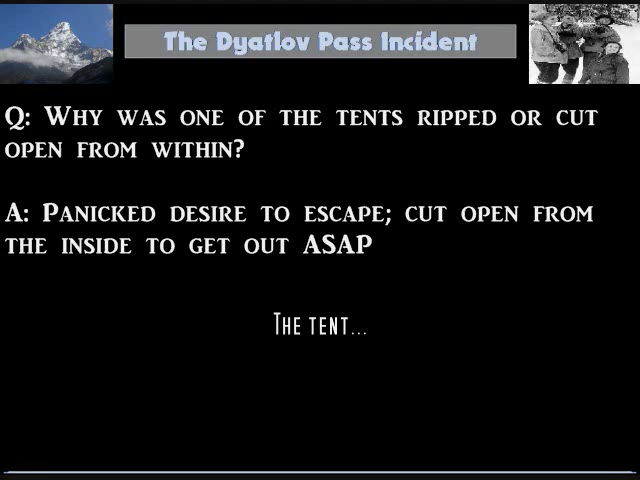 The Dyatlov Pass Incident
Q: Why was one of the tents ripped or cut
open from within?
A: Panicked desire to escape; cut open from
the inside to get out ASAP
The tent...